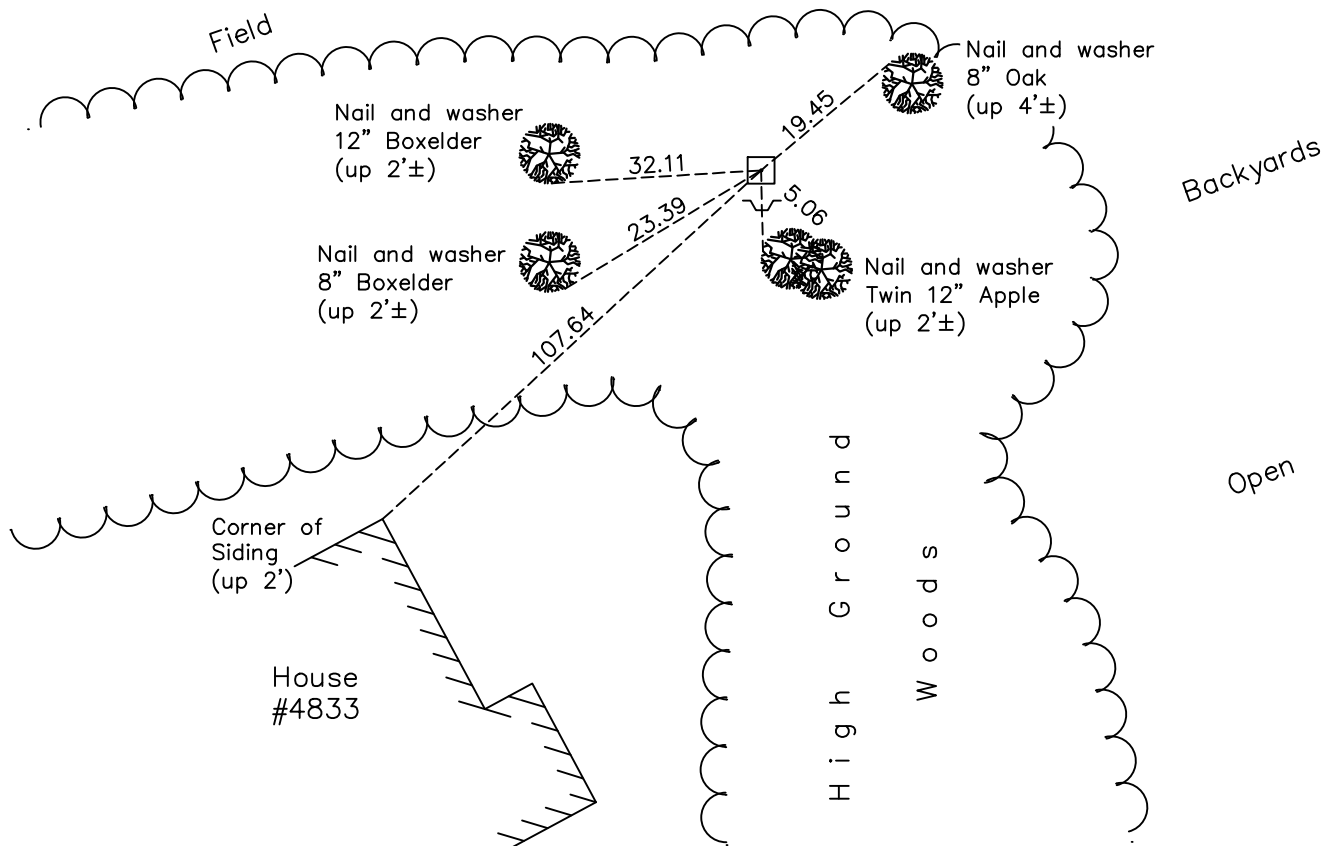 Field
Nail and washer
8" Oak
(up 4'±)
Nail and washer
12" Boxelder
(up 2'±)
19.45
32.11
Backyards
5.06
23.39
Nail and washer
8" Boxelder
(up 2'±)
Nail and washer
Twin 12" Apple
(up 2'±)
107.64
Open
Corner of
Siding
(up 2')
High Ground
Woods
House
#4833